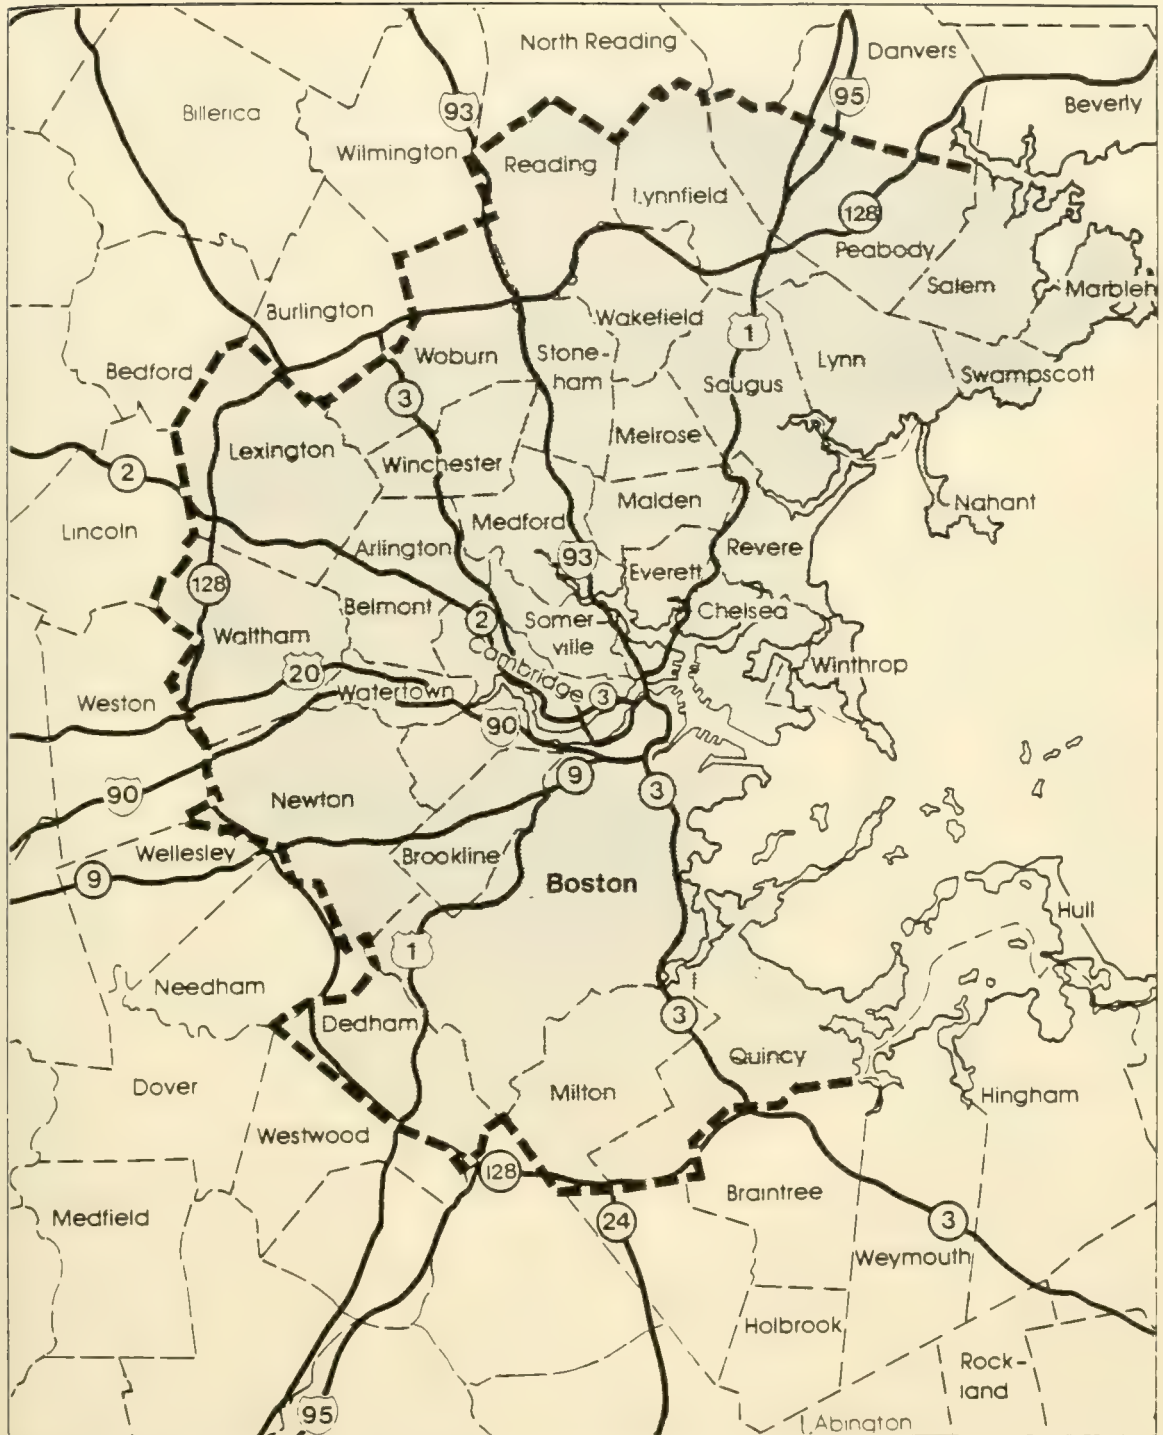 North Reading
Danvers
95
Beverly
93
Billerica
Wilmington
Reading
Lynnfield
128
Peabody
Salem
Marbleh
Burlington
Wakefield
1
Bedford
Woburn
Stone-
ham
Lynn
Saugus
Swampscott
3
Lexington
Melrose
Winchester
2
Malden
Nahant
Medford
Lincoln
Arlington
93
Revere
Everett
128
Belmont
Chelsea
2
Somer-
ville
Waltham
Cambridge
Winthrop
20
Watertown
3
Weston
90
9
3
90
Newton
Wellesley
Brookline
9
Boston
Hull
1
Needham
3
Dedham
Quincy
Dover
Milton
Hingham
Westwood
128
Braintree
Medfield
24
3
Weymouth
Holbrook
Rock-
land
95
Abington